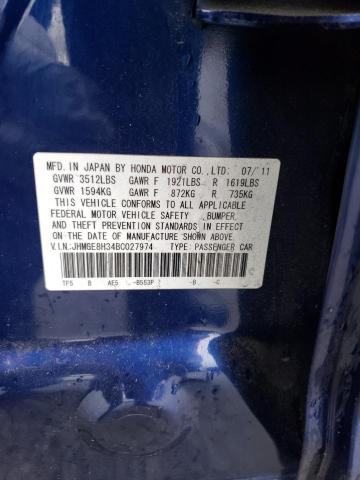 MFD. IN JAPAN BY HONDA MOTOR CO., LTD. 07/11
GVWR 3512LBS GAWR F 1921LBS R 1619LBS
GVWR 1594KG GAWR F 872KG R 735KG
THIS VEHICLE CONFORMS TO ALL APPLICABLE
FEDERAL MOTOR VEHICLE SAFETY, BUMPER,
AND THEFT PREVENTION STANDARDS IN EFFECT
ON THE DATE OF MANUFACTURE SHOWN ABOVE.
V.I.N.:JHMGE8H34BC027974 TYPE: PASSENGER CAR
TF5 B AE5 -B553P -B -C